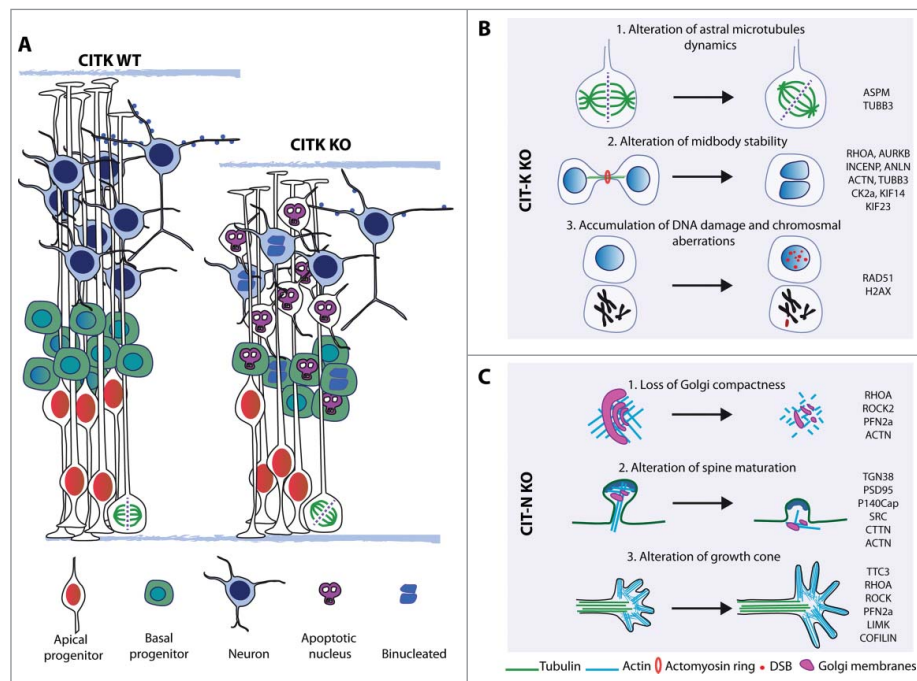 A
CITK WT
CITK KO
Apical
progenitor
Basal
progenitor
Neuron
Apoptotic
nucleus
Binucleated
B
CIT-K KO
1. Alteration of astral microtubules
dynamics
ASPM
TUBB3
2. Alteration of midbody stability
RHOA, AURKB
INCENP, ANLN
ACTN, TUBB3
CK2a, KIF14
KIF23
3. Accumulation of DNA damage and chromosmal
aberrations
RAD51
H2AX
C
CIT-N KO
1. Loss of Golgi compactness
RHOA
ROCK2
PFN2a
ACTN
2. Alteration of spine maturation
TGN38
PSD95
P140Cap
SRC
CTTN
ACTN
3. Alteration of growth cone
TTC3
RHOA
ROCK
PFN2a
LIMK
COFILIN
Tubulin Actin Actomyosin ring DSB Golgi membranes